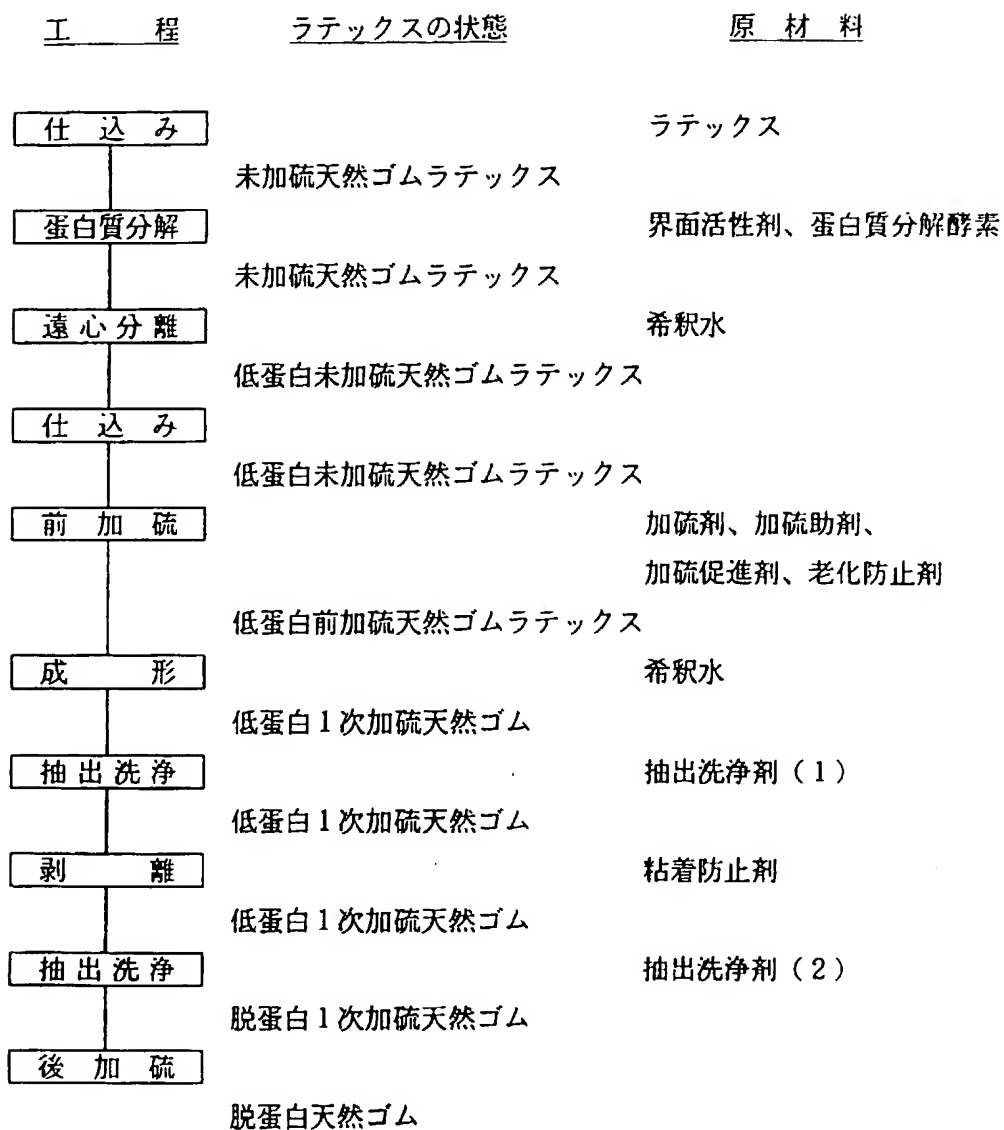 工程 ラテックスの状態 原材料
仕込み ラテックス
未加硫天然ゴムラテックス
蛋白質分解 界面活性剤、蛋白質分解酵素
未加硫天然ゴムラテックス
遠心分離 希釈水
低蛋白未加硫天然ゴムラテックス
仕込み
低蛋白未加硫天然ゴムラテックス
前加硫 加硫剤、加硫助剤、
加硫促進剤、老化防止剤
低蛋白前加硫天然ゴムラテックス
成形 希釈水
低蛋白1次加硫天然ゴム
抽出洗浄 抽出洗浄剤(1)
低蛋白1次加硫天然ゴム
剥離 粘着防止剤
低蛋白1次加硫天然ゴム
抽出洗浄 抽出洗浄剤(2)
脱蛋白1次加硫天然ゴム
後加硫
脱蛋白天然ゴム